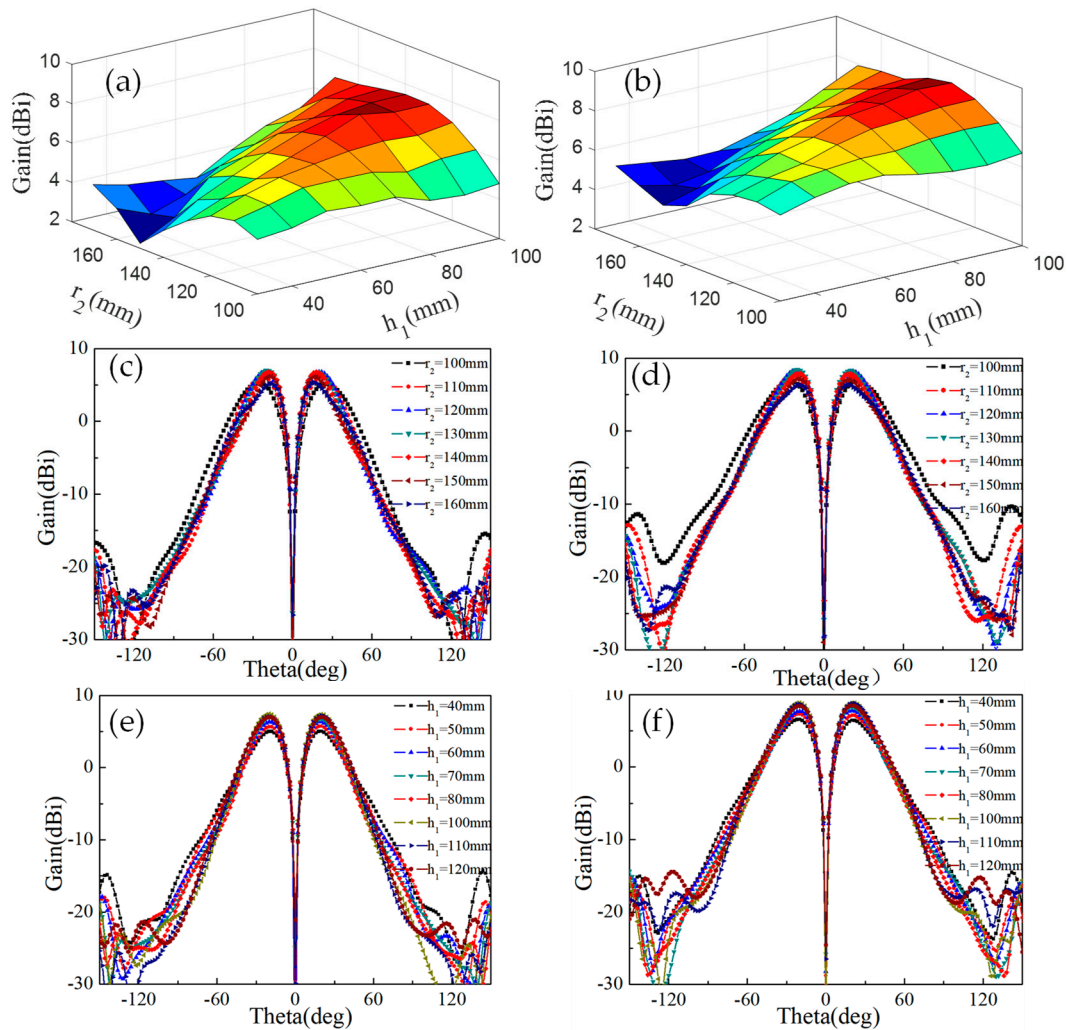 (a)
Gain(dBi)
10
8
6
4
2
160
140
120
100
r2(mm)
40
60
80
100
h1(mm)
(b)
Gain(dBi)
10
8
6
4
2
160
140
120
100
r2(mm)
40
60
80
100
h1(mm)
(c)
Gain(dBi)
10
0
-10
-20
-30
-120 -60 0 60 120
Theta(deg)
r2=100mm
r2=110mm
r2=120mm
r2=130mm
r2=140mm
r2=150mm
r2=160mm
(d)
Gain(dBi)
10
0
-10
-20
-30
-120 -60 0 60 120
Theta(deg）
r2=100mm
r2=110mm
r2=120mm
r2=130mm
r2=140mm
r2=150mm
r2=160mm
(e)
Gain(dBi)
10
0
-10
-20
-30
-120 -60 0 60 120
Theta(deg)
h1=40mm
h1=50mm
h1=60mm
h1=70mm
h1=80mm
h1=100mm
h1=110mm
h1=120mm
(f)
Gain(dBi)
10
0
-10
-20
-30
-120 -60 0 60 120
Theta(deg)
h1=40mm
h1=50mm
h1=60mm
h1=70mm
h1=80mm
h1=100mm
h1=110mm
h1=120mm